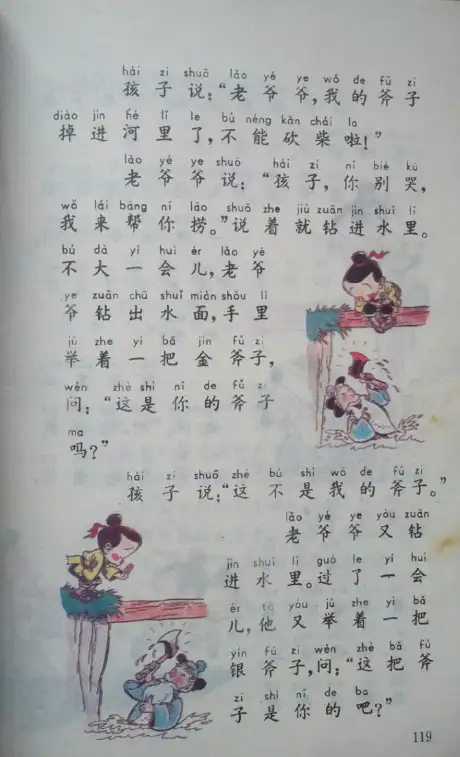 hái zi shuō lǎo yé ye wǒ de fǔ zi
孩子说:“老爷爷,我的斧子
diào jìn hé lǐ le bù néng kǎn chái la
掉进河里了,不能砍柴啦!”
lǎo yé ye shuō hái zi nǐ bié kū
老爷爷说:“孩子,你别哭,
wǒ lái bāng nǐ lāo shuō zhe jiù zuān jìn shuǐ lǐ
我来帮你捞。”说着就钻进水里。
bú dà yí huì ér lǎo yé
不大一会儿,老爷
ye zuān chū shuǐ miàn shǒu lǐ
爷钻出水面,手里
jǔ zhe yì bǎ jīn fǔ zi
举着一把金斧子,
wèn zhè shì nǐ de fǔ zi
问:“这是你的斧子
ma
吗?”
hái zi shuō zhè bú shì wǒ de fǔ zi
孩子说:“这不是我的斧子。”
lǎo yé ye yòu zuān
老爷爷又钻
jìn shuǐ lǐ guò le yí huì
进水里。过了一会
ér tā yòu jǔ zhe yì bǎ
儿,他又举着一把
yín fǔ zi wèn zhè bǎ fǔ
银斧子,问:“这把斧
zi shì nǐ de ba
子是你的吧?”
119